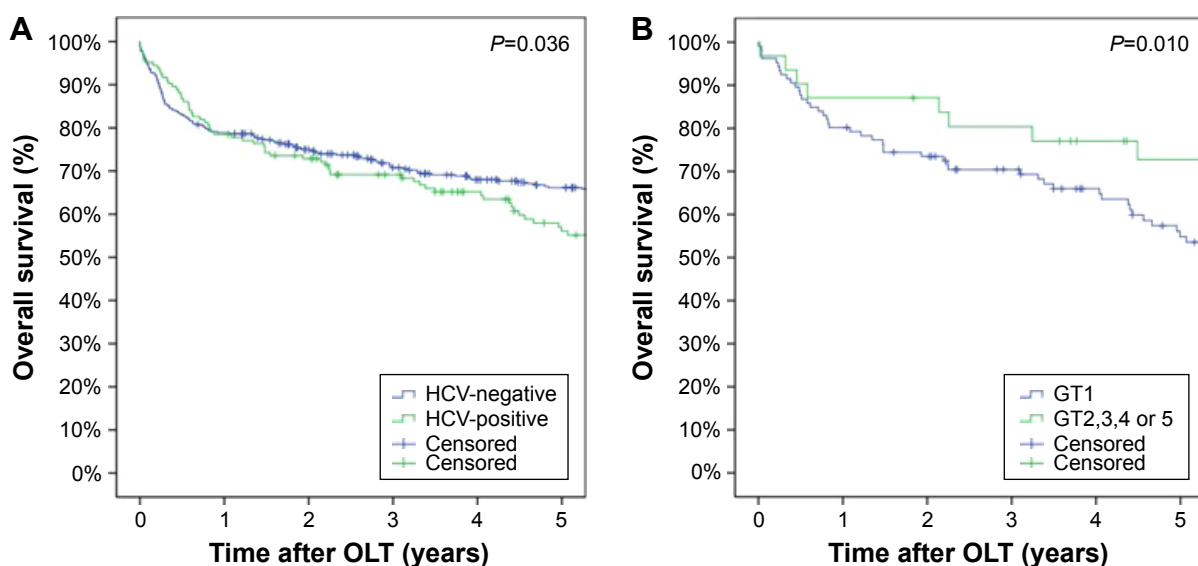 A
P=0.036
Overall survival (%)
100%
90%
80%
70%
60%
50%
40%
30%
20%
10%
0%
HCV-negative
HCV-positive
Censored
Censored
0 1 2 3 4 5
Time after OLT (years)
B
P=0.010
Overall survival (%)
100%
90%
80%
70%
60%
50%
40%
30%
20%
10%
0%
GT1
GT2,3,4 or 5
Censored
Censored
0 1 2 3 4 5
Time after OLT (years)